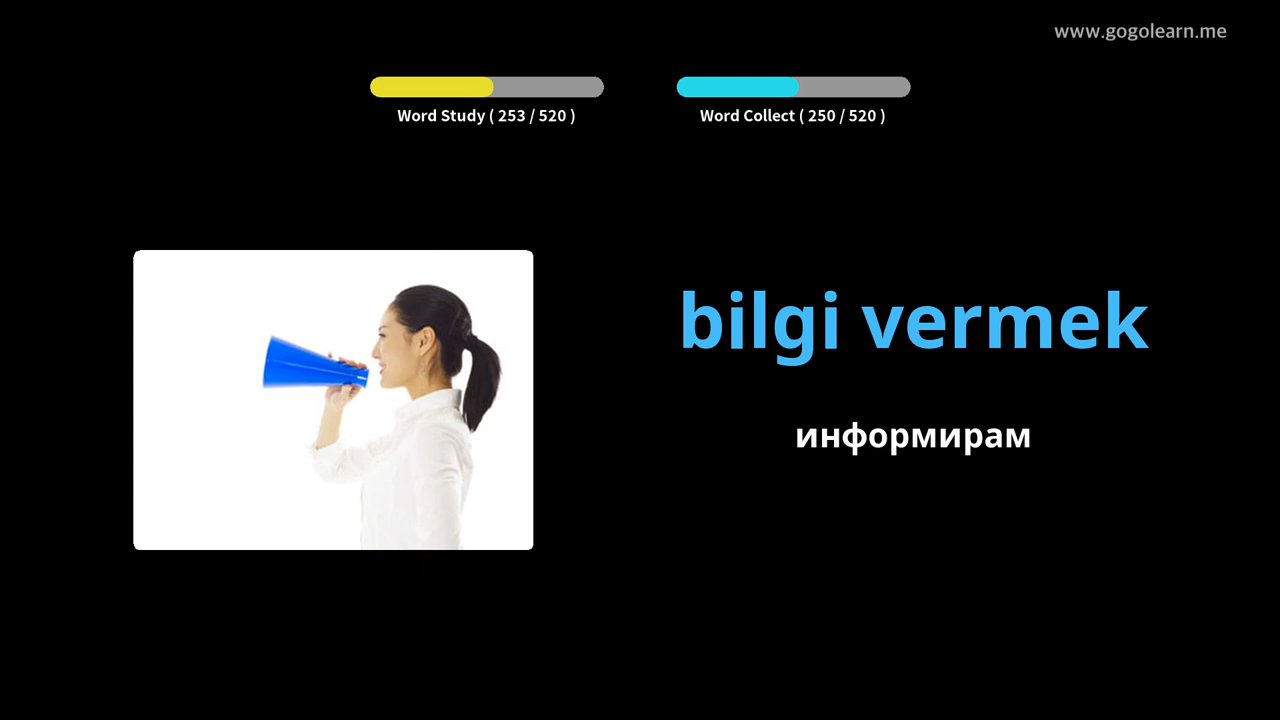 www.gogolearn.me
Word Study ( 253 / 520 )
Word Collect ( 250 / 520 )
bilgi vermek
информирам